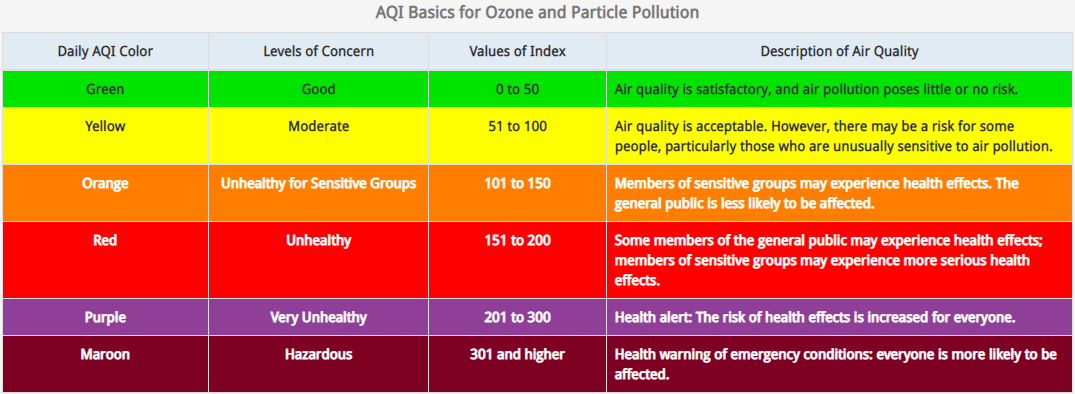 AQI Basics for Ozone and Particle Pollution
Daily AQI Color Levels of Concern Values of Index Description of Air Quality
Green Good 0 to 50 Air quality is satisfactory, and air pollution poses little or no risk.
Yellow Moderate 51 to 100 Air quality is acceptable. However, there may be a risk for some
people, particularly those who are unusually sensitive to air pollution.
Orange Unhealthy for Sensitive Groups 101 to 150 Members of sensitive groups may experience health effects. The
general public is less likely to be affected.
Red Unhealthy 151 to 200 Some members of the general public may experience health effects;
members of sensitive groups may experience more serious health
effects.
Purple Very Unhealthy 201 to 300 Health alert: The risk of health effects is increased for everyone.
Maroon Hazardous 301 and higher Health warning of emergency conditions: everyone is more likely to be
affected.